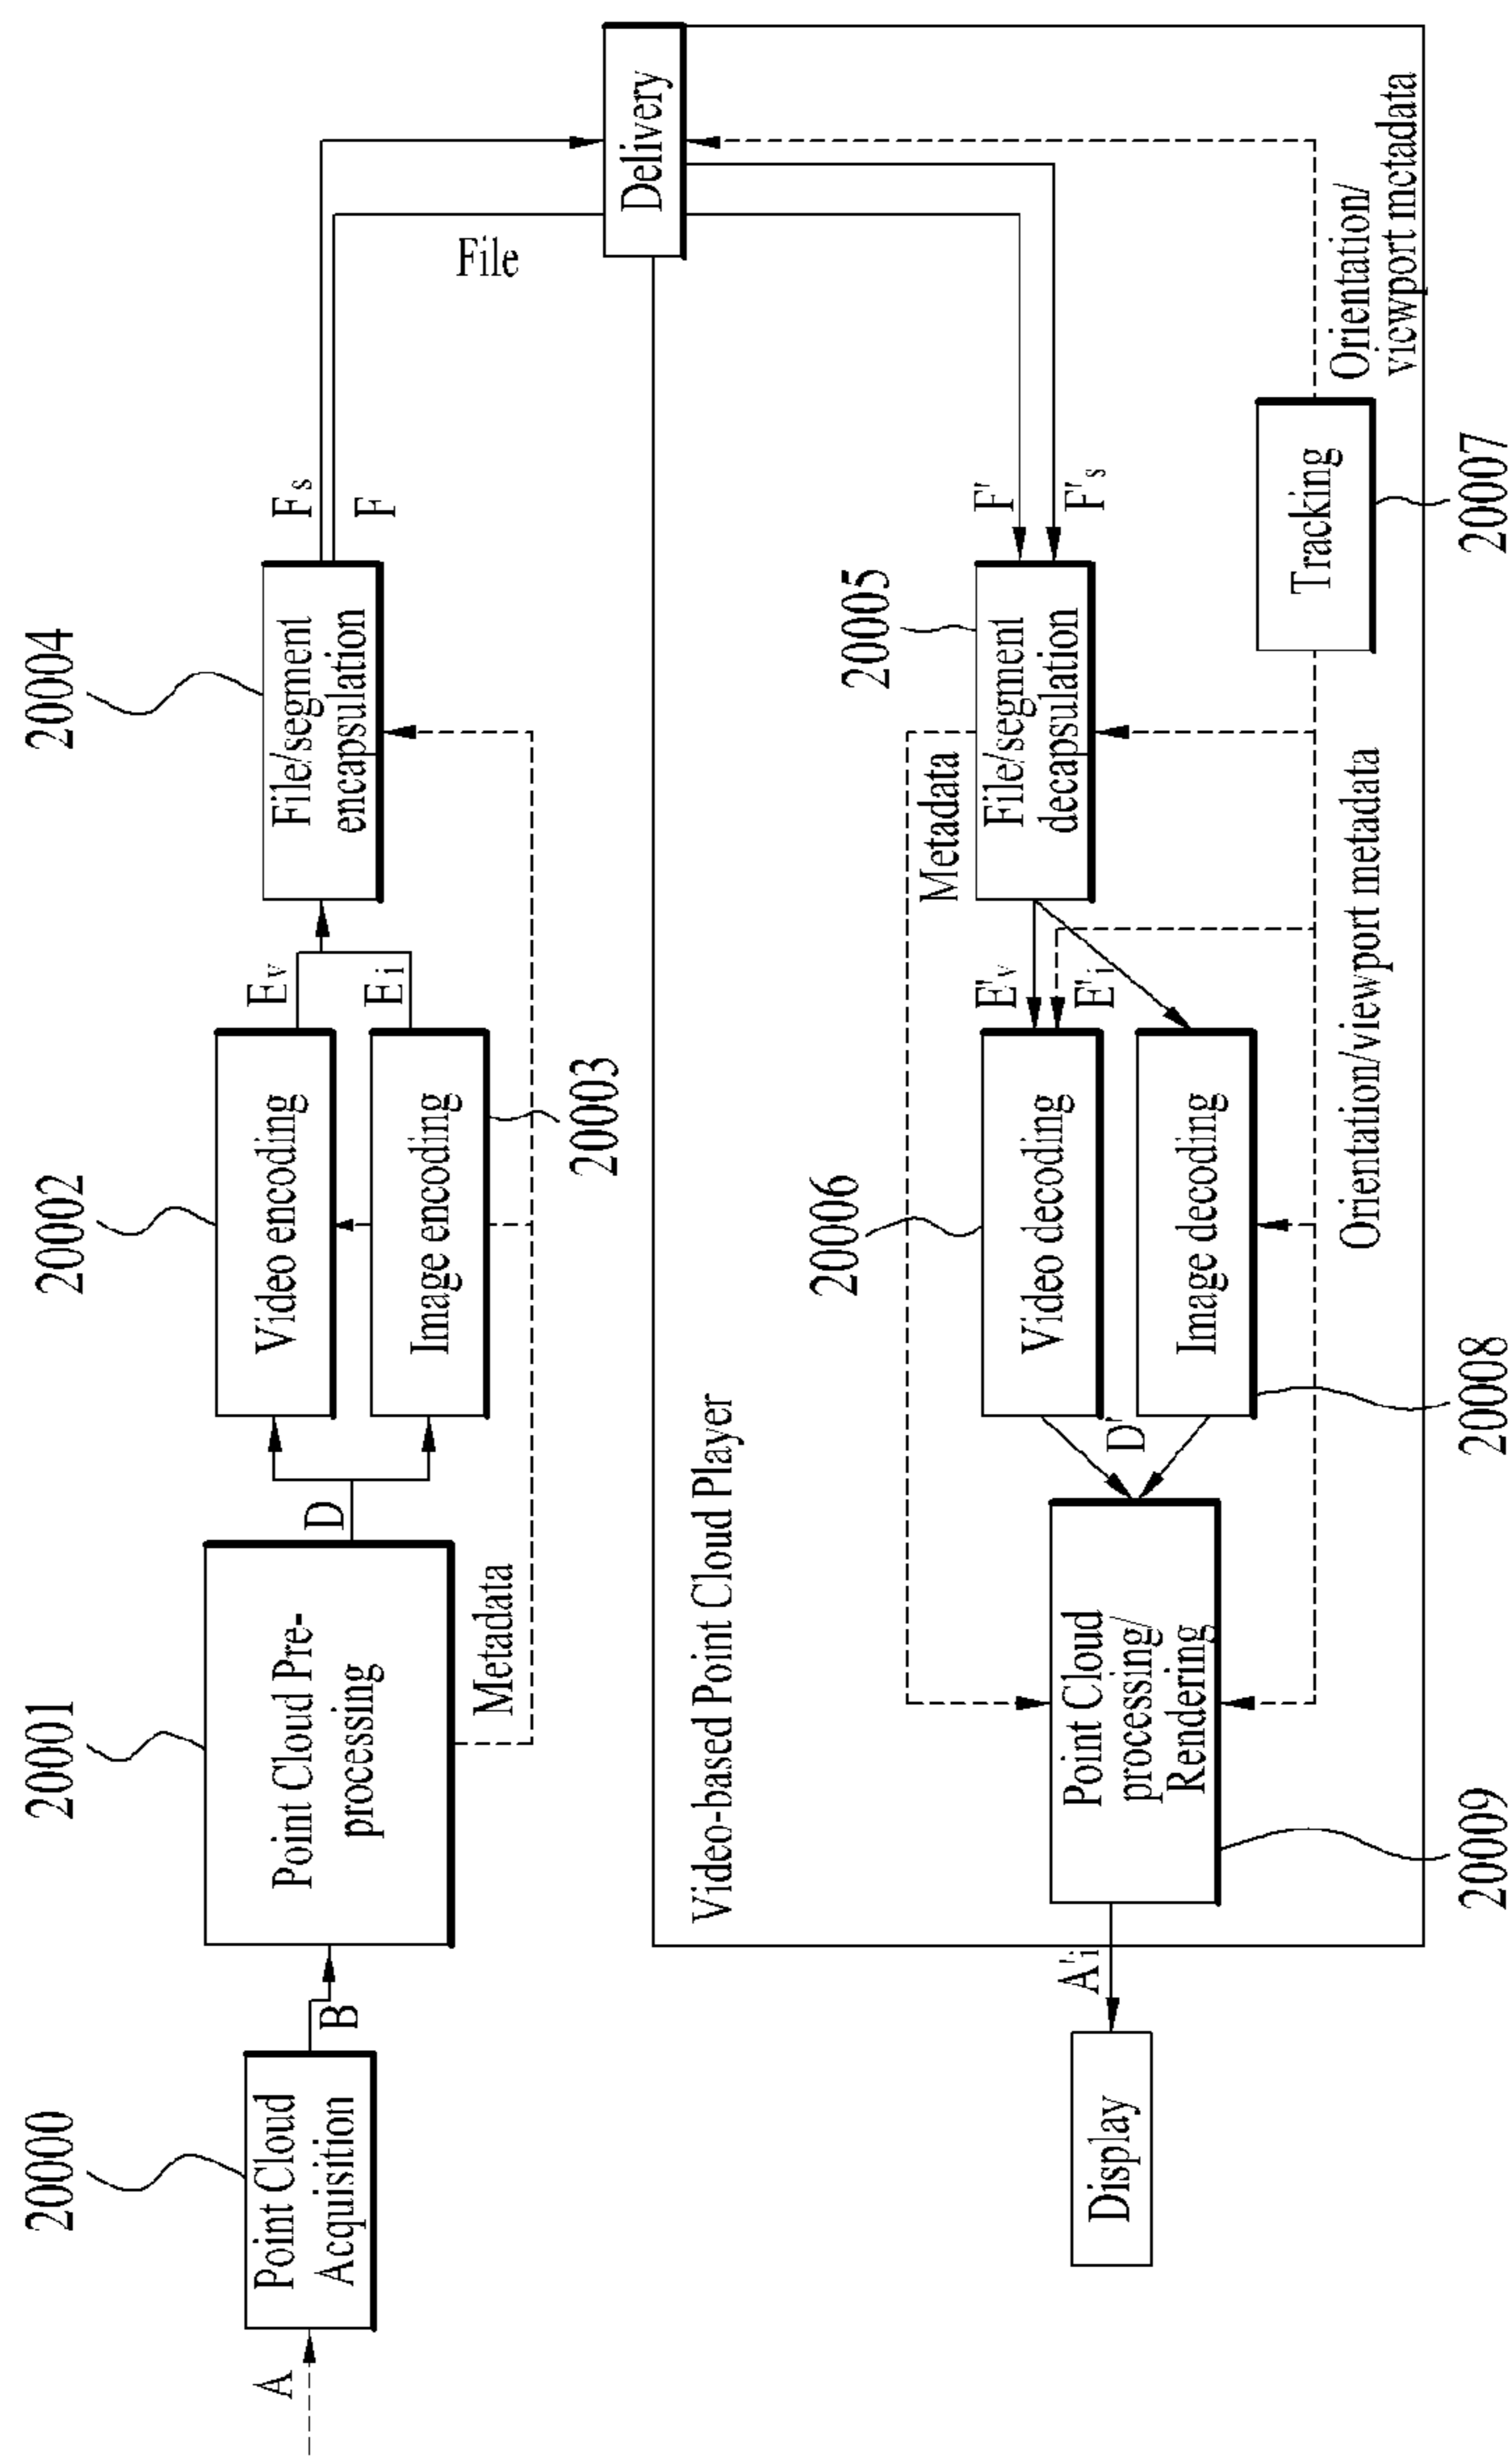 20000
20001
20002
20004
A
Point Cloud
Acquisition
B
Point Cloud Pre-
processing
D
Video encoding
Image encoding
Ev
Ei
File/segment
encapsulation
Fs
F
Metadata
20003
File
Delivery
Video-based Point Cloud Player
20006
20005
Metadata
Display
A'i
Point Cloud
processing/
Rendering
D'
Video decoding
Image decoding
E'v
E'i
File/segment
decapsulation
F'
F's
Tracking
Orientation/
viewport metadata
Orientation/viewport metadata
20009
20008
20007